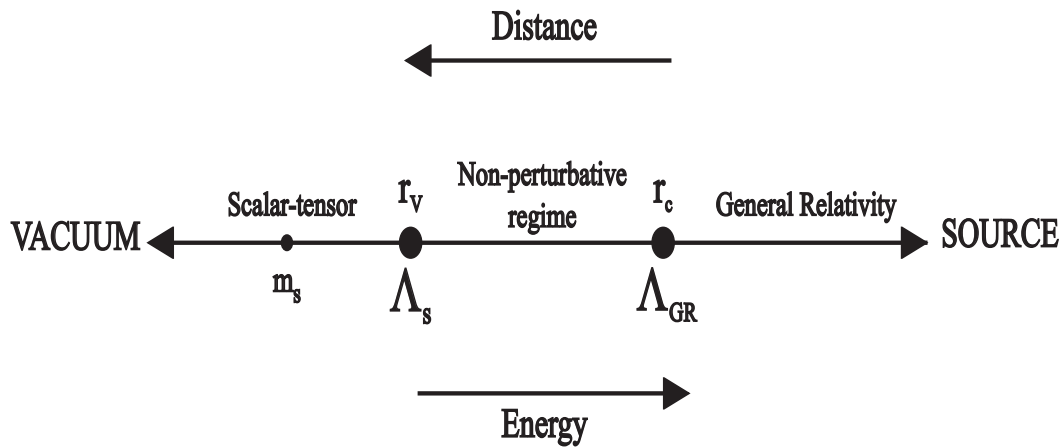 Distance
Scalar-tensor
r_V
Non-perturbative
regime
r_c
General Relativity
VACUUM
SOURCE
m_s
Λ_s
Λ_GR
Energy